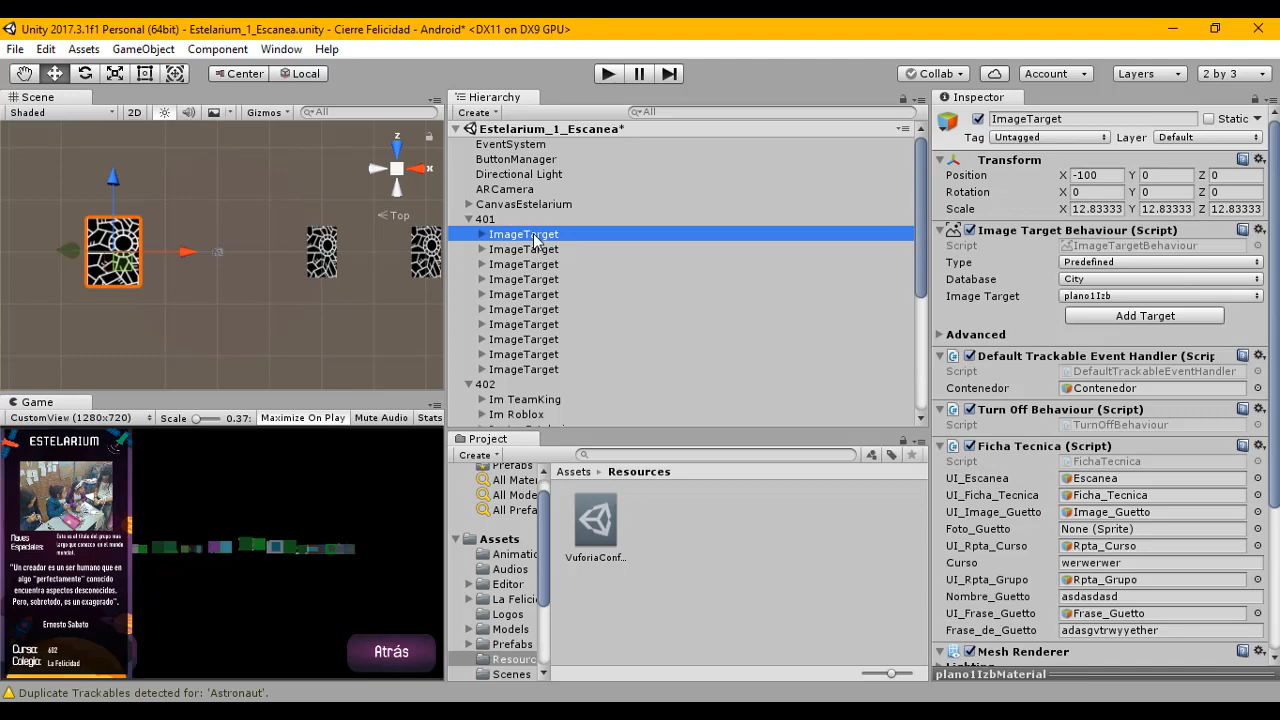 Unity 2017.3.1f1 Personal (64bit) - Estelarium_1_Escanea.unity - Cierre Felicidad - Android* <DX11 on DX9 GPU>
File Edit Assets GameObject Component Window Help
Center Local Collab Account Layers 2 by 3
Scene
Shaded 2D Gizmos All
z
x
Top
Game
CustomView (1280x720) Scale 0.37: Maximize On Play Mute Audio Stats
ESTELARIUM
Naves
Especiales:
"Un creador es un ser humano que en
algo "perfectamente" conocido
encuentra aspectos desconocidos.
Pero, sobretodo, es un exagerado".
Ernesto Sabato
Curso: 602
Colegio: La Felicidad
Atrás
Hierarchy
Create All
Estelarium_1_Escanea*
EventSystem
ButtonManager
Directional Light
ARCamera
CanvasEstelarium
401
ImageTarget
ImageTarget
ImageTarget
ImageTarget
ImageTarget
ImageTarget
ImageTarget
ImageTarget
ImageTarget
ImageTarget
402
Im TeamKing
Im Roblox
Project
Create
Prefabs
All Mater
All Mode
All Prefa
Assets
Animatio
Audios
Editor
La Felici
Logos
Models
Prefabs
Resourc
Scenes
Assets Resources
VuforiaConf...
Inspector
ImageTarget Static
Tag Untagged Layer Default
Transform
Position X -100 Y 0 Z 0
Rotation X 0 Y 0 Z 0
Scale X 12.83333 Y 12.83333 Z 12.83333
Image Target Behaviour (Script)
Script ImageTargetBehaviour
Type Predefined
Database City
Image Target plano1Izb
Add Target
Advanced
Default Trackable Event Handler (Scrip
Script DefaultTrackableEventHandler
Contenedor Contenedor
Turn Off Behaviour (Script)
Script TurnOffBehaviour
Ficha Tecnica (Script)
Script FichaTecnica
UI_Escanea Escanea
UI_Ficha_Tecnica Ficha_Tecnica
UI_Image_Guetto Image_Guetto
Foto_Guetto None (Sprite)
UI_Rpta_Curso Rpta_Curso
Curso werwerwer
UI_Rpta_Grupo Rpta_Grupo
Nombre_Guetto asdasdasd
UI_Frase_Guetto Frase_Guetto
Frase_de_Guetto adasgvtrwyyether
Mesh Renderer
plano1IzbMaterial
Duplicate Trackables detected for: 'Astronaut'.